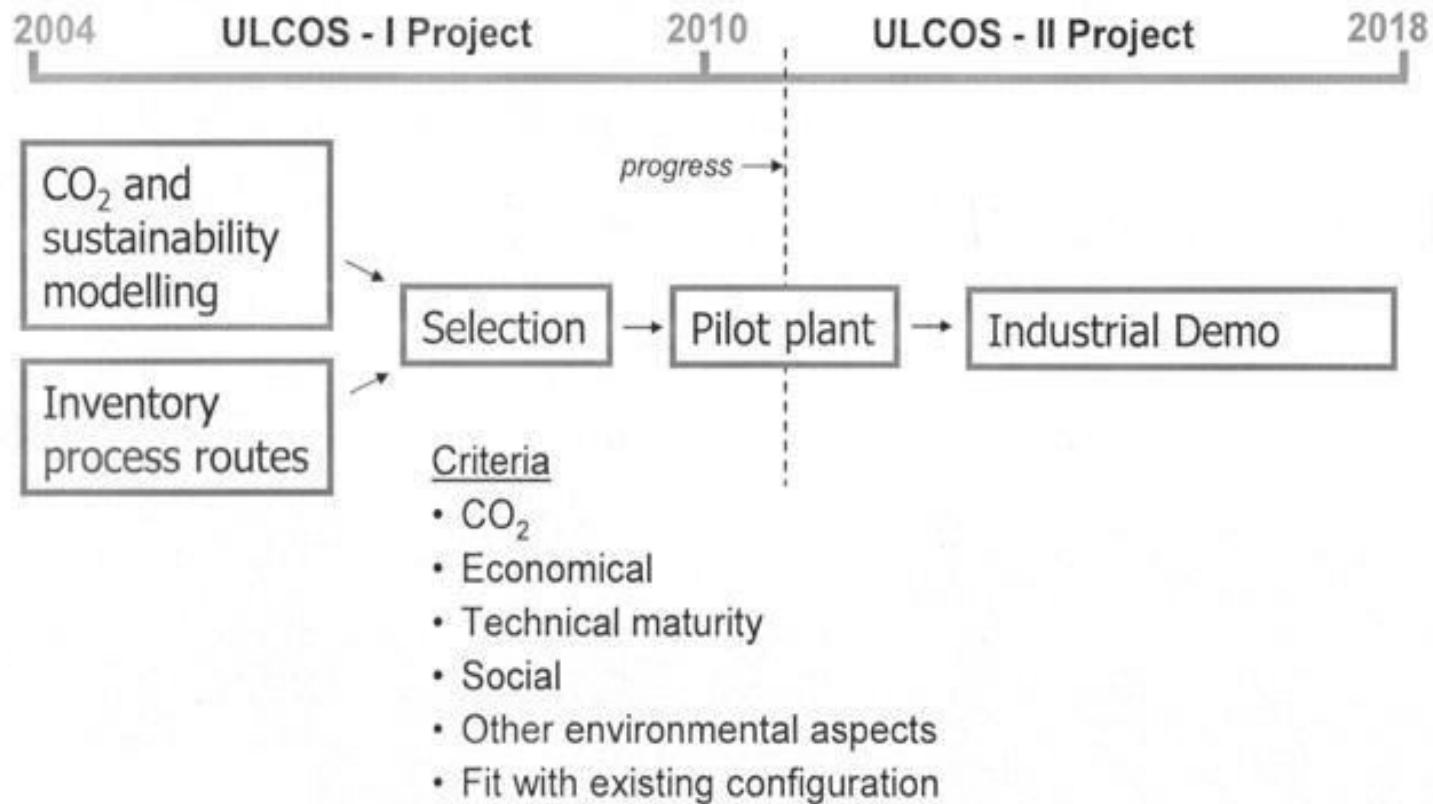 2004 ULCOS - I Project 2010 ULCOS - II Project 2018
progress
CO₂ and
sustainability
modelling
Inventory
process routes
Selection
Pilot plant
Industrial Demo
Criteria
• CO₂
• Economical
• Technical maturity
• Social
• Other environmental aspects
• Fit with existing configuration